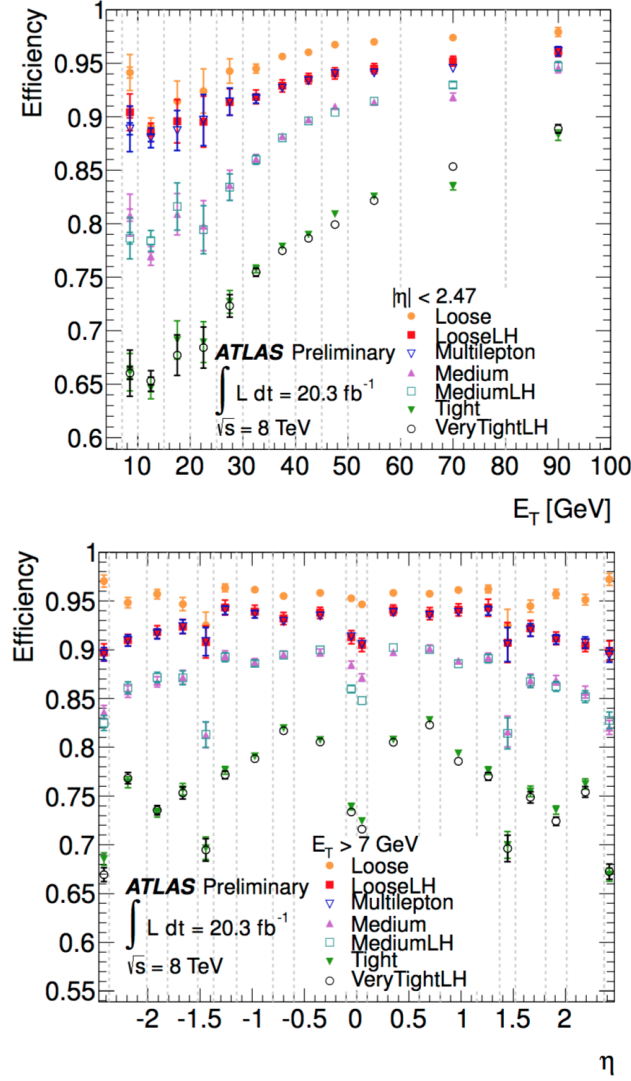 Efficiency
1
0.95
0.9
0.85
0.8
0.75
0.7
0.65
0.6
|η| < 2.47
Loose
LooseLH
Multilepton
Medium
MediumLH
Tight
VeryTightLH
ATLAS Preliminary
∫ L dt = 20.3 fb⁻¹
√s = 8 TeV
10 20 30 40 50 60 70 80 90 100
E_T [GeV]
Efficiency
1
0.95
0.9
0.85
0.8
0.75
0.7
0.65
0.6
0.55
E_T > 7 GeV
Loose
LooseLH
Multilepton
Medium
MediumLH
Tight
VeryTightLH
ATLAS Preliminary
∫ L dt = 20.3 fb⁻¹
√s = 8 TeV
-2 -1.5 -1 -0.5 0 0.5 1 1.5 2
η